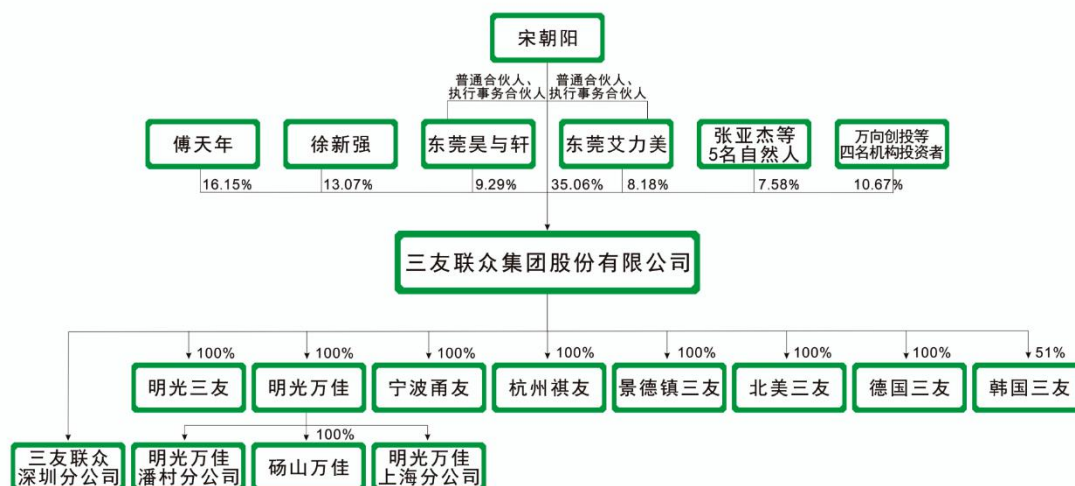 宋朝阳
普通合伙人、
执行事务合伙人
普通合伙人、
执行事务合伙人
傅天年
徐新强
东莞昊与轩
东莞艾力美
张亚杰等
5名自然人
万向创投等
四名机构投资者
16.15%
13.07%
9.29%
35.06%
8.18%
7.58%
10.67%
三友联众集团股份有限公司
100%
100%
100%
100%
100%
100%
100%
51%
明光三友
明光万佳
宁波甬友
杭州祺友
景德镇三友
北美三友
德国三友
韩国三友
100%
三友联众
深圳分公司
明光万佳
潘村分公司
砀山万佳
明光万佳
上海分公司